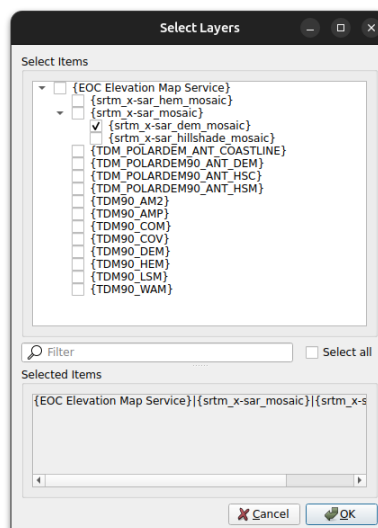 Select Layers
Select Items
{EOC Elevation Map Service}
{srtm_x-sar_hem_mosaic}
{srtm_x-sar_mosaic}
{srtm_x-sar_dem_mosaic}
{srtm_x-sar_hillshade_mosaic}
{TDM_POLARDEM_ANT_COASTLINE}
{TDM_POLARDEM90_ANT_DEM}
{TDM_POLARDEM90_ANT_HSC}
{TDM_POLARDEM90_ANT_HSM}
{TDM90_AM2}
{TDM90_AMP}
{TDM90_COM}
{TDM90_COV}
{TDM90_DEM}
{TDM90_HEM}
{TDM90_LSM}
{TDM90_WAM}
Filter Select all
Selected Items
{EOC Elevation Map Service}|{srtm_x-sar_mosaic}|{srtm_x-s
Cancel OK